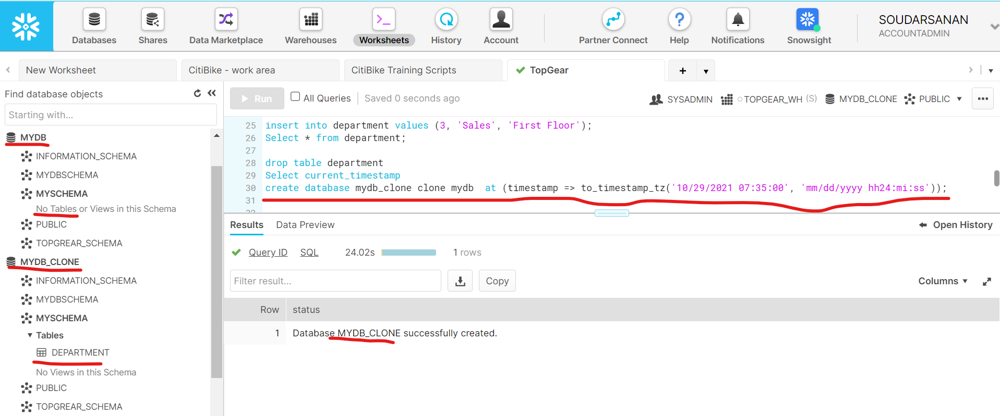 Databases
Shares
Data Marketplace
Warehouses
Worksheets
History
Account
Partner Connect
Help
Notifications
Snowsight
SOUDARSANAN
ACCOUNTADMIN
New Worksheet
CitiBike - work area
CitiBike Training Scripts
TopGear
Find database objects
Starting with...
MYDB
INFORMATION_SCHEMA
MYDBSCHEMA
MYSCHEMA
No Tables or Views in this Schema
PUBLIC
TOPGREAR_SCHEMA
MYDB_CLONE
INFORMATION_SCHEMA
MYDBSCHEMA
MYSCHEMA
Tables
DEPARTMENT
No Views in this Schema
PUBLIC
TOPGREAR_SCHEMA
Run
All Queries
Saved 0 seconds ago
SYSADMIN
TOPGEAR_WH (S)
MYDB_CLONE
PUBLIC
25 insert into department values (3, 'Sales', 'First Floor');
26 Select * from department;
27
28 drop table department
29 Select current_timestamp
30 create database mydb_clone clone mydb  at (timestamp => to_timestamp_tz('10/29/2021 07:35:00', 'mm/dd/yyyy hh24:mi:ss'));
31
32
Results
Data Preview
Open History
Query ID
SQL
24.02s
1 rows
Filter result...
Copy
Columns
Row status
1 Database MYDB_CLONE successfully created.